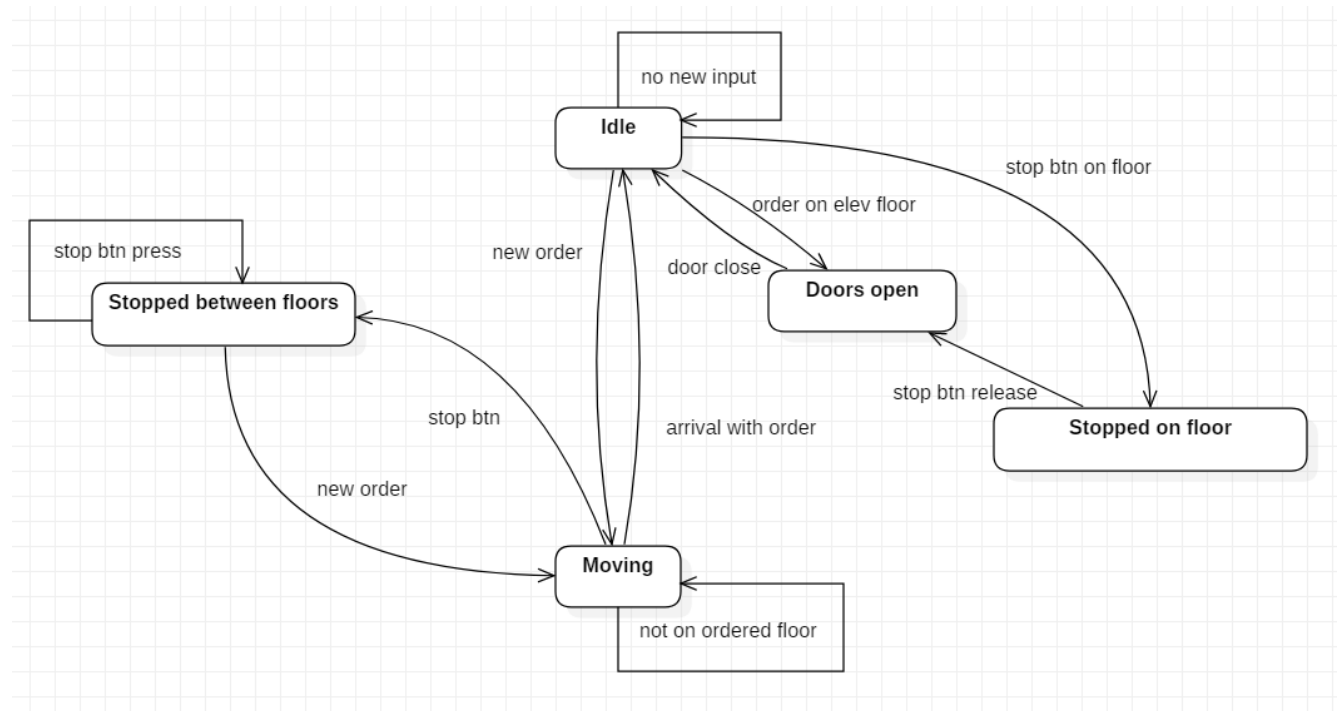 no new input
Idle
stop btn on floor
order on elev floor
new order
stop btn press
door close
Doors open
Stopped between floors
stop btn release
stop btn
arrival with order
Stopped on floor
new order
Moving
not on ordered floor